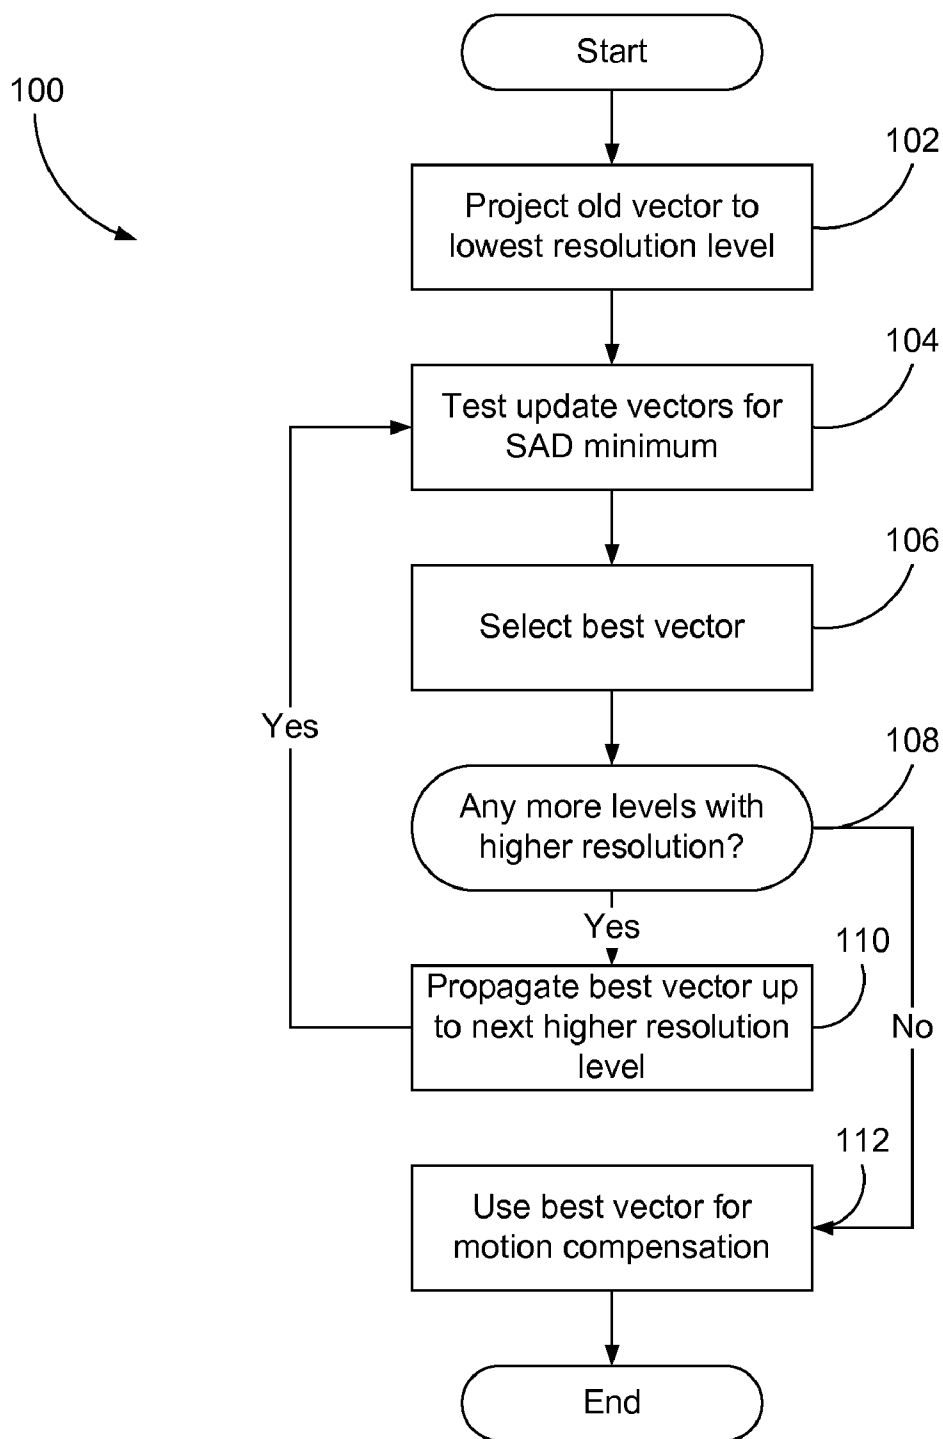 Start
100
102
Project old vector to
lowest resolution level
104
Test update vectors for
SAD minimum
106
Select best vector
Yes
108
Any more levels with
higher resolution?
Yes
110
Propagate best vector up
to next higher resolution
level
No
112
Use best vector for
motion compensation
End